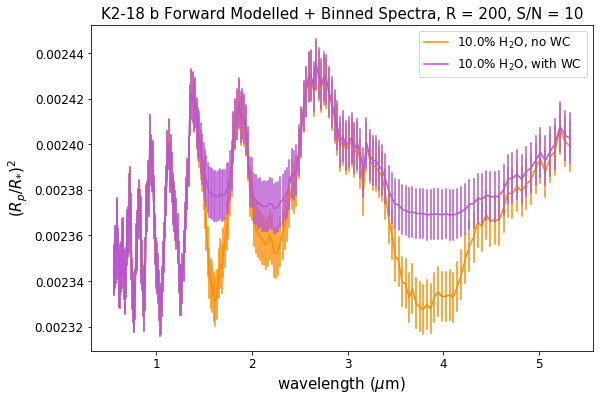 K2-18 b Forward Modelled + Binned Spectra, R = 200, S/N = 10
10.0% H₂O, no WC
10.0% H₂O, with WC
(Rₚ/R*)²
0.00244
0.00242
0.00240
0.00238
0.00236
0.00234
0.00232
1 2 3 4 5
wavelength (μm)